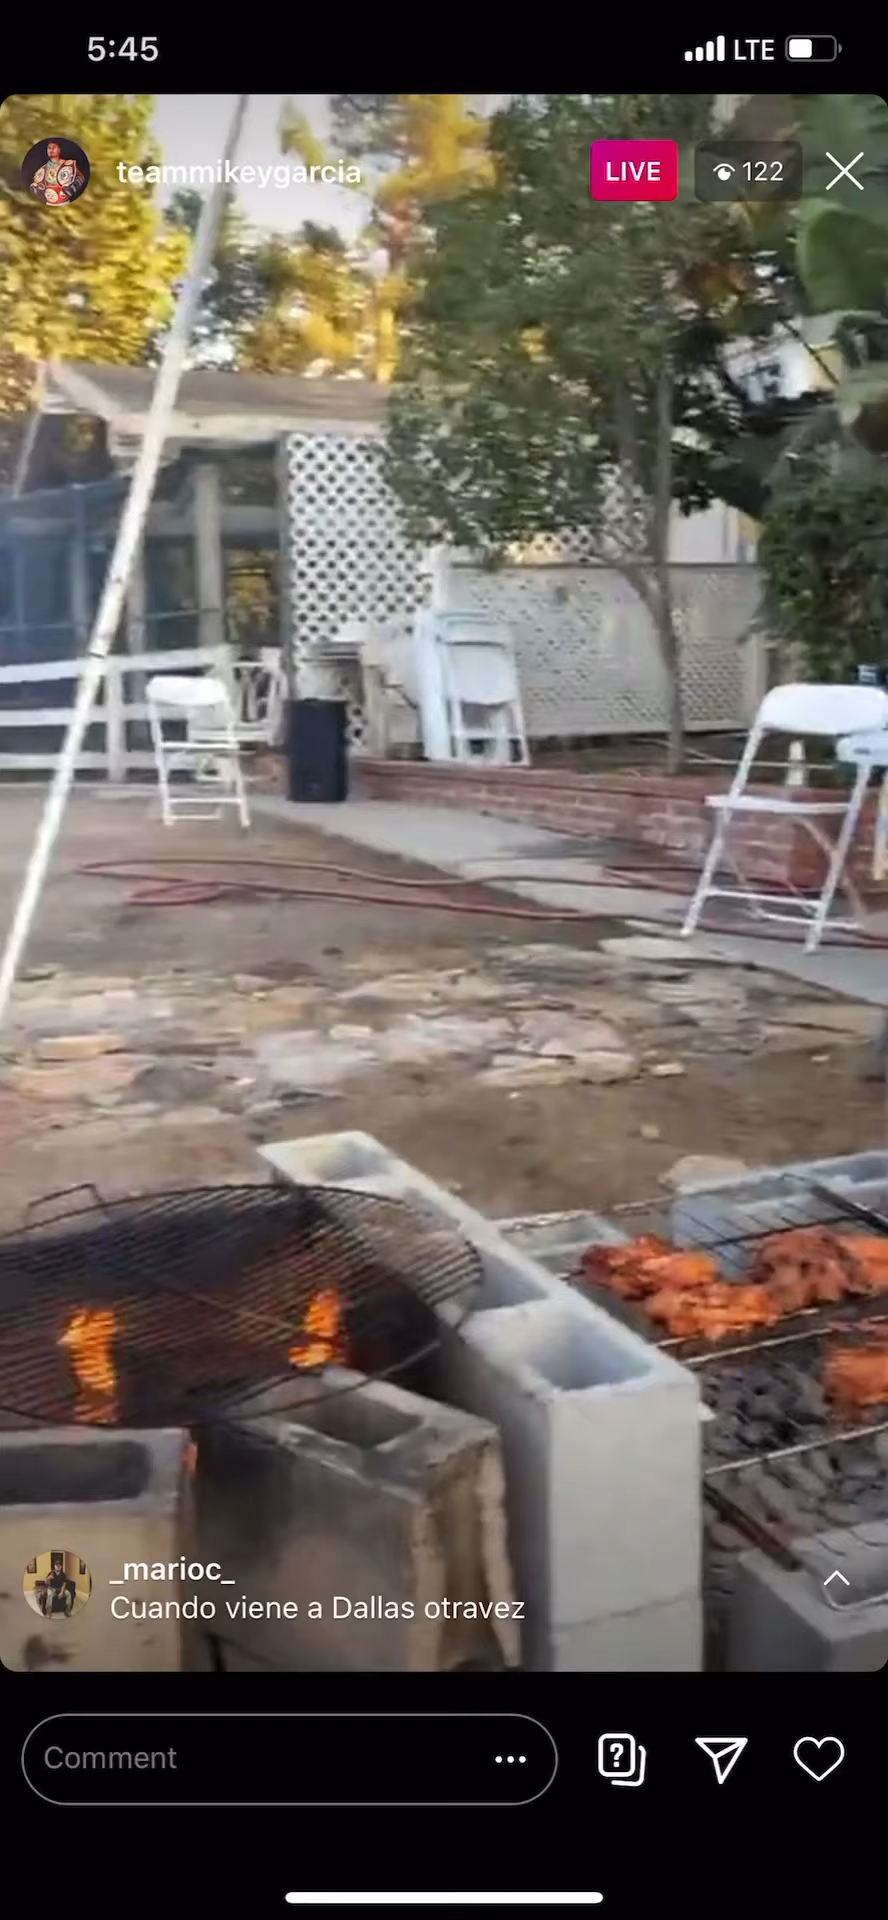 5:45
LTE
teammikeygarcia
LIVE
122
_marioc_
Cuando viene a Dallas otravez
Comment